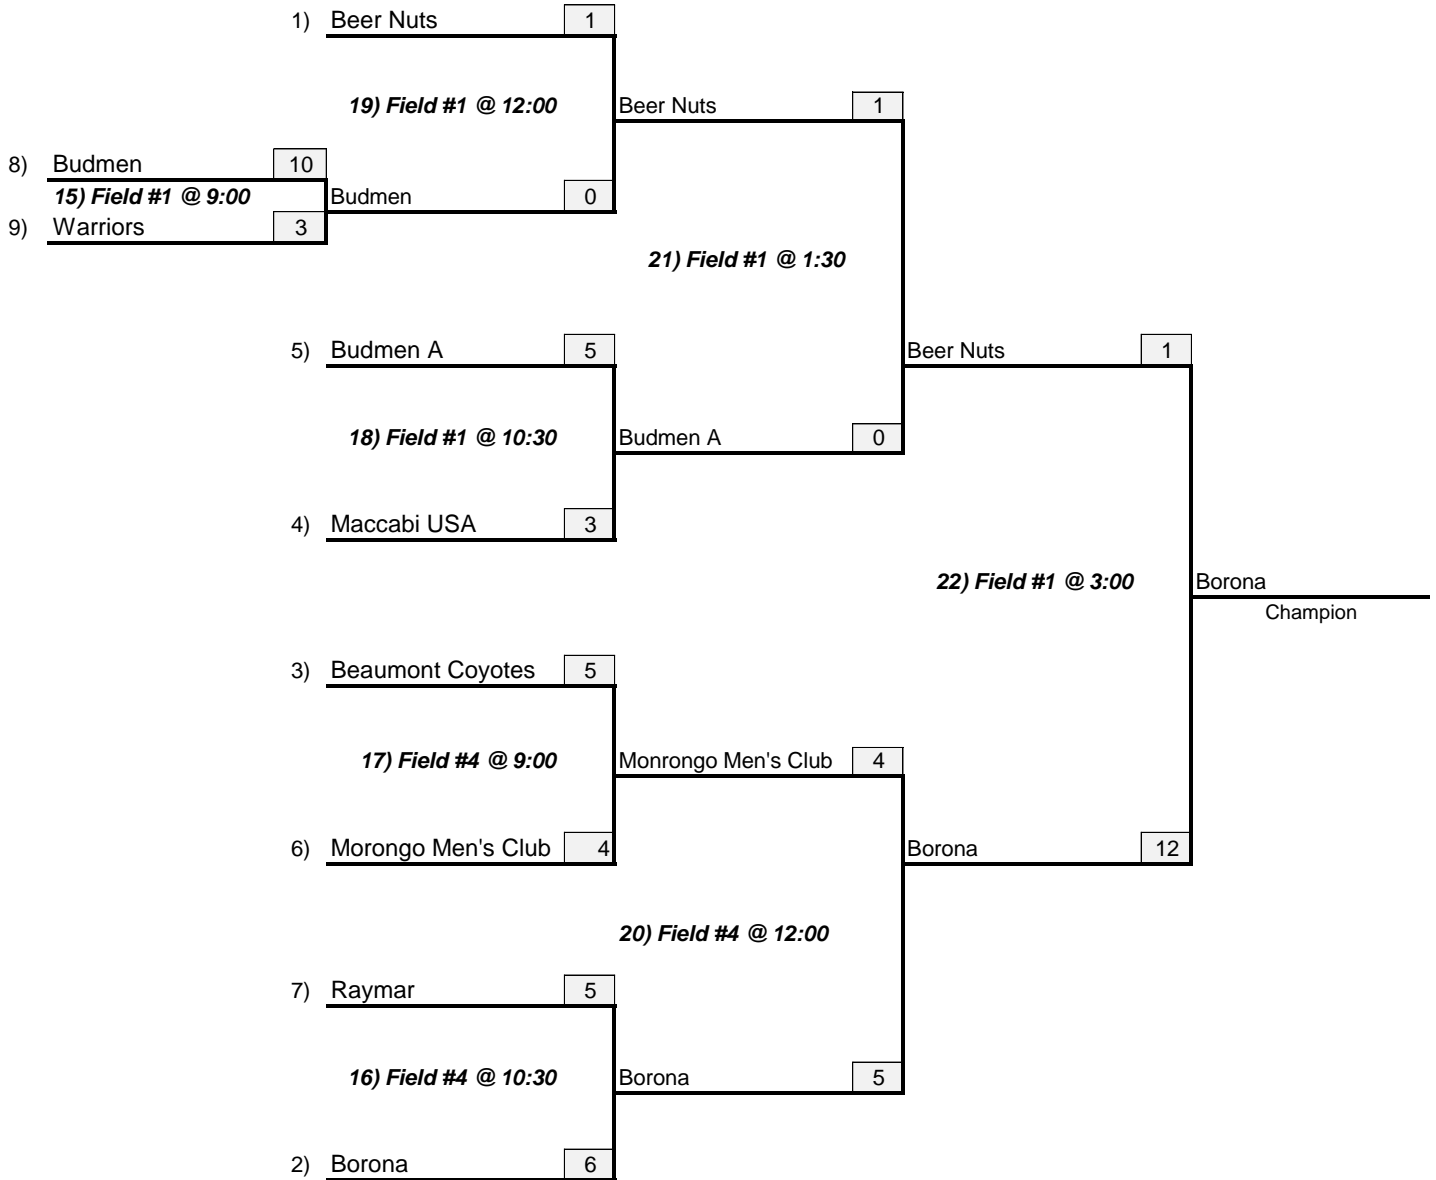 1) Beer Nuts 1
19) Field #1 @ 12:00 Beer Nuts 1
8) Budmen 10
15) Field #1 @ 9:00 Budmen 0
9) Warriors 3
21) Field #1 @ 1:30
5) Budmen A 5 Beer Nuts 1
18) Field #1 @ 10:30 Budmen A 0
4) Maccabi USA 3
22) Field #1 @ 3:00 Borona
Champion
3) Beaumont Coyotes 5
17) Field #4 @ 9:00 Monrongo Men's Club 4
6) Morongo Men's Club 4 Borona 12
20) Field #4 @ 12:00
7) Raymar 5
16) Field #4 @ 10:30 Borona 5
2) Borona 6